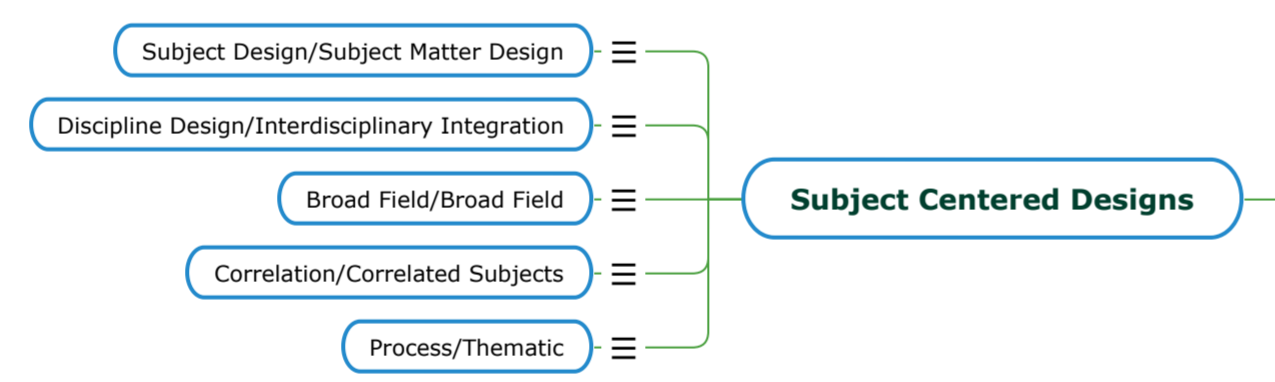 Subject Design/Subject Matter Design
Discipline Design/Interdisciplinary Integration
Broad Field/Broad Field
Correlation/Correlated Subjects
Process/Thematic
Subject Centered Designs